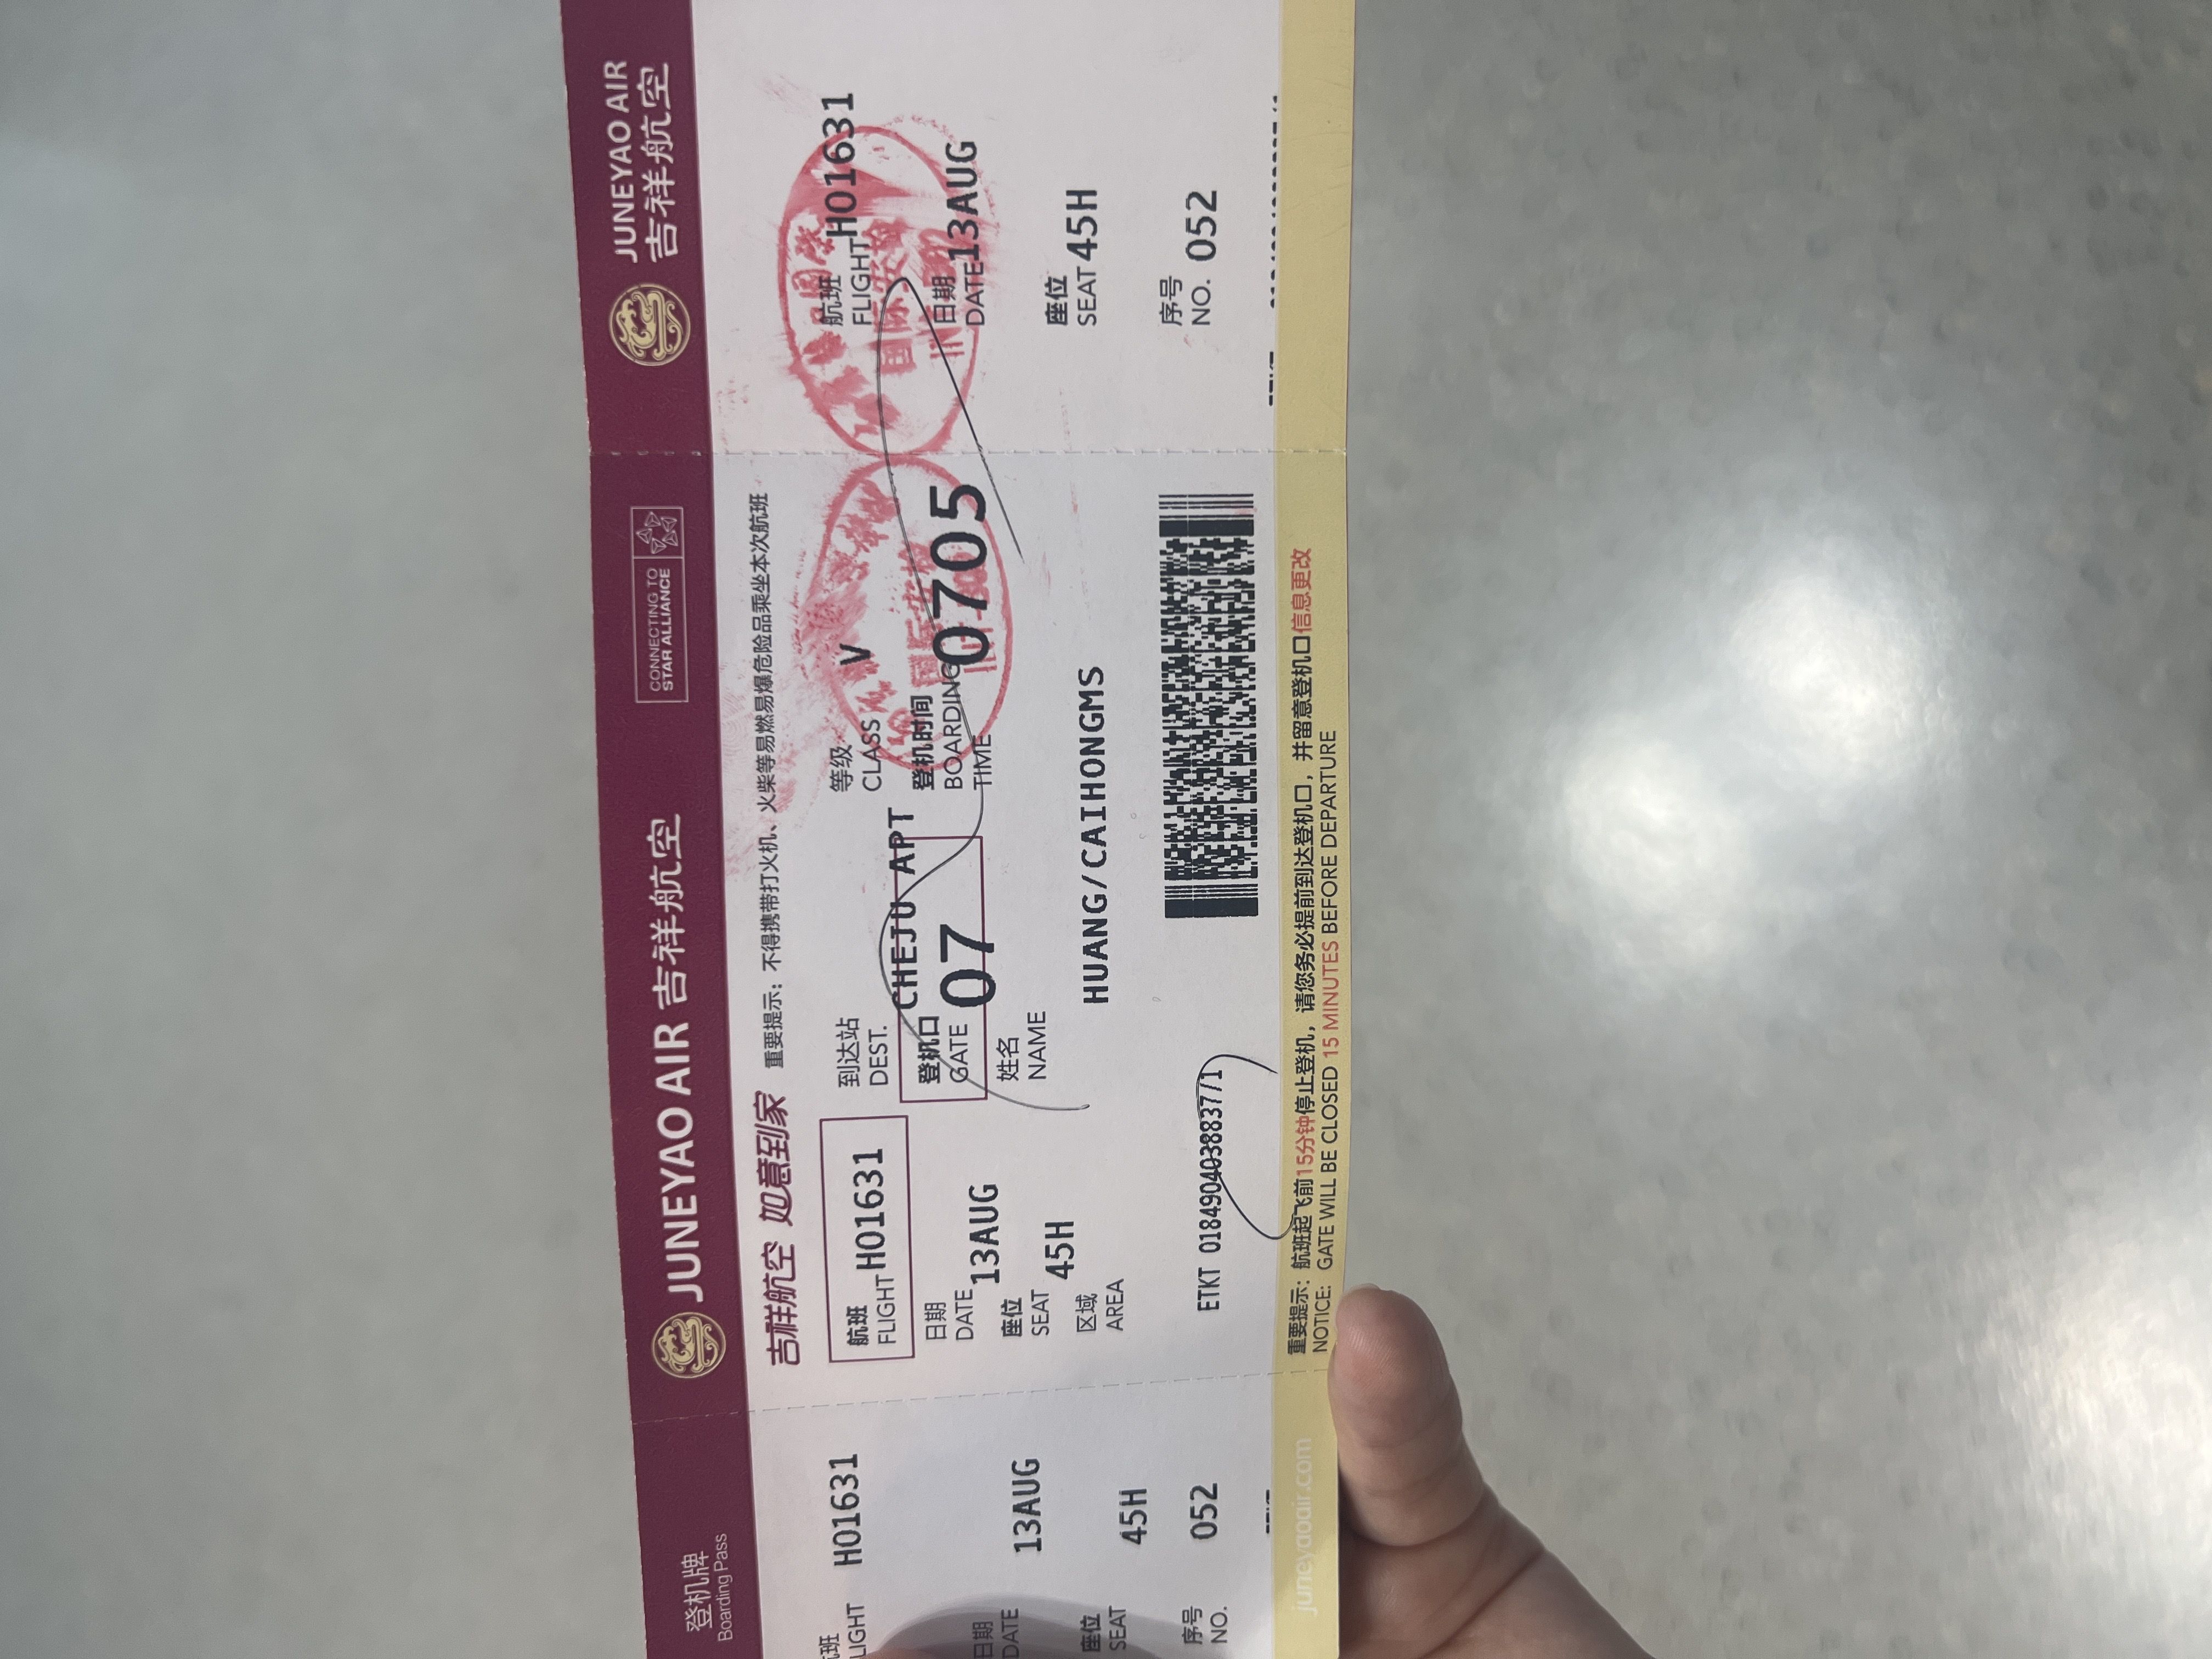 登机牌
Boarding Pass
班
LIGHT HO1631
日期
DATE 13AUG
座位
SEAT 45H
序号
NO. 052
JUNEYAO AIR 吉祥航空
CONNECTING TO
STAR ALLIANCE
吉祥航空 如意到家
重要提示：不得携带打火机、火柴等易燃易爆危险品乘坐本次航班
航班
FLIGHT HO1631
到达站
DEST. CHEJU APT
等级
CLASS V
日期
DATE 13AUG
登机口
GATE 07
登机时间
BOARDING
TIME 0705
座位
SEAT 45H
姓名
NAME
HUANG/CAIHONGMS
区域
AREA
ETKT 0184904038837/1
重要提示：航班起飞前15分钟停止登机，请您务必提前到达登机口，并留意登机口信息更改
NOTICE: GATE WILL BE CLOSED 15 MINUTES BEFORE DEPARTURE
juneyaoair.com
JUNEYAO AIR
吉祥航空
航班
FLIGHT HO1631
日期
DATE 13AUG
座位
SEAT 45H
序号
NO. 052
国际安检